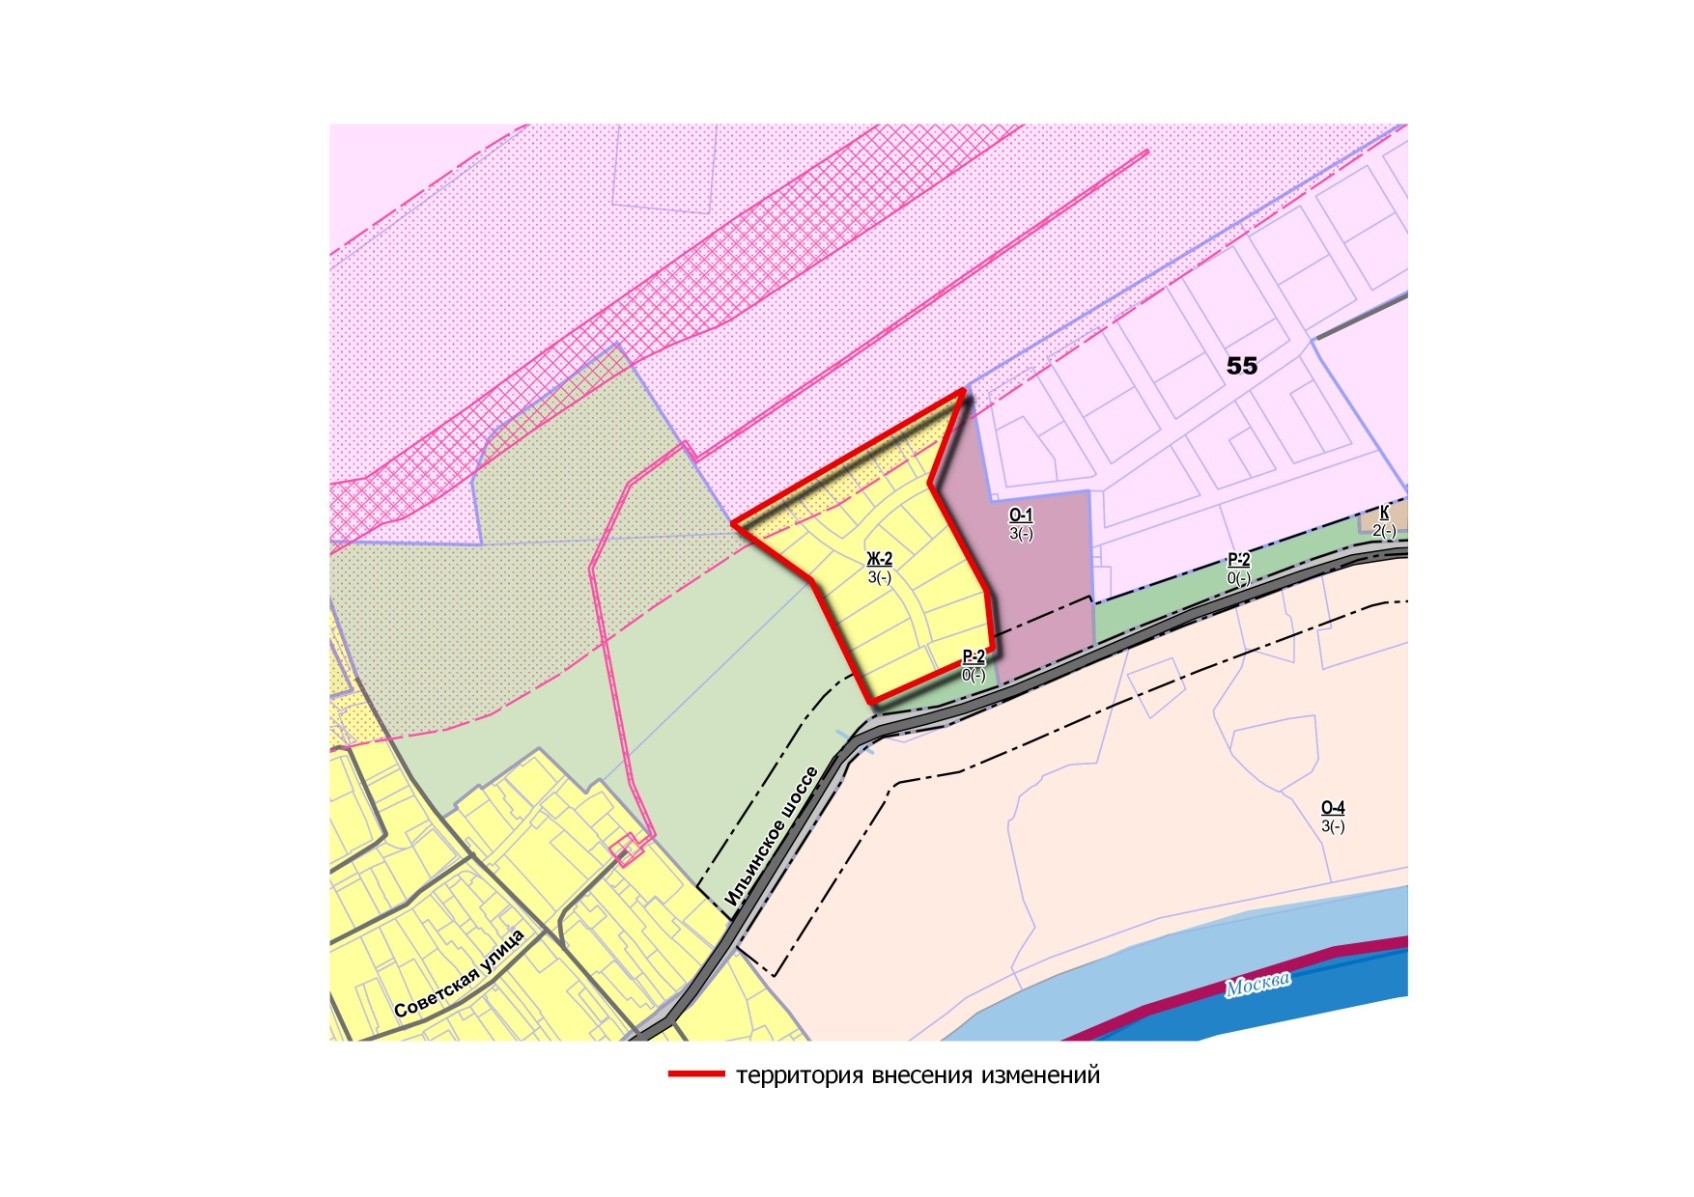 55
О-1
3(-)
К
2(-)
Р-2
0(-)
Ж-2
3(-)
Р-2
0(-)
О-4
3(-)
Ильинское шоссе
Советская улица
Москва
территория внесения изменений